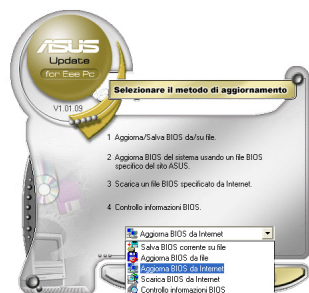 ASUS
Update
for Eee Pc
V1.01.09
Selezionare il metodo di aggiornamento
1 Aggiorna/Salva BIOS da/su file.
2 Aggiorna BIOS del sistema usando un file BIOS
specifico del sito ASUS.
3 Scarica un file BIOS specificato da Internet.
4 Controllo informazioni BIOS.
Aggiorna BIOS da Internet
Salva BIOS corrente su file
Aggiorna BIOS da file
Aggiorna BIOS da Internet
Scarica BIOS da Internet
Controllo informazioni BIOS